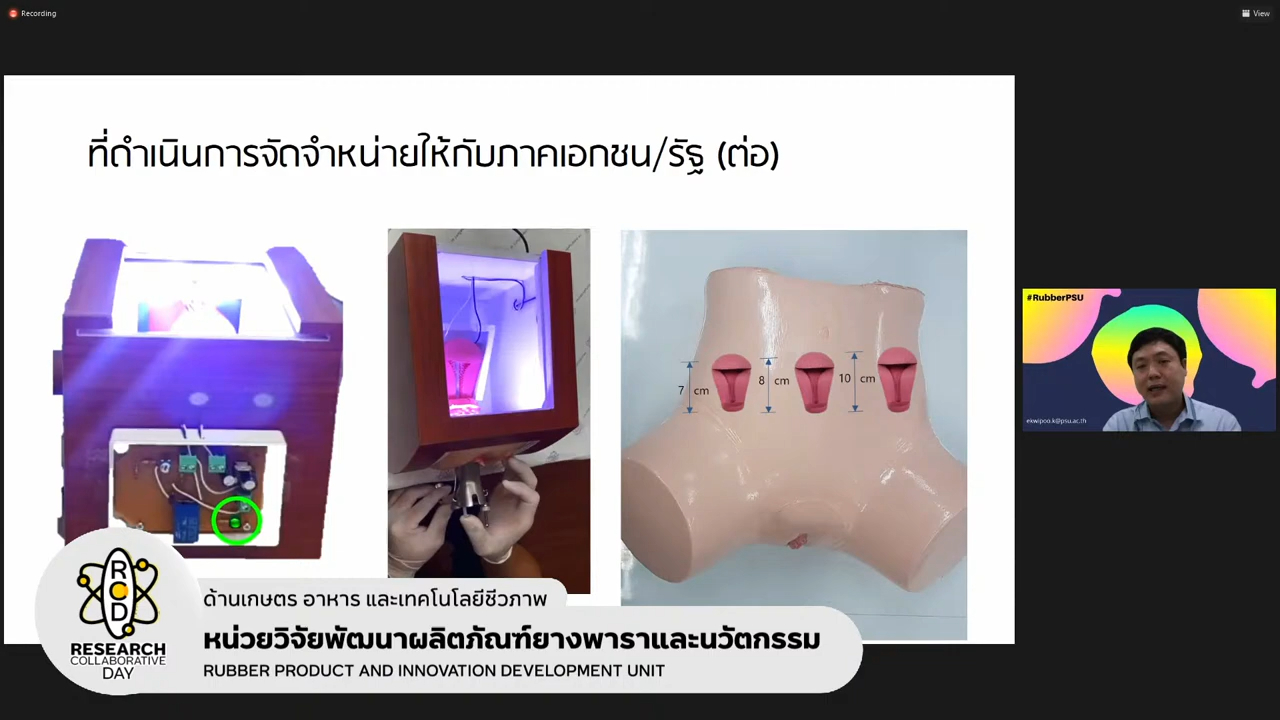 Recording
View
ที่ดำเนินการจัดจำหน่ายให้กับภาคเอกชน/รัฐ (ต่อ)
7 cm
8 cm
10 cm
#RubberPSU
ekwipoo.k@psu.ac.th
RCD
RESEARCH
COLLABORATIVE
DAY
ด้านเกษตร อาหาร และเทคโนโลยีชีวภาพ
หน่วยวิจัยพัฒนาผลิตภัณฑ์ยางพาราและนวัตกรรม
RUBBER PRODUCT AND INNOVATION DEVELOPMENT UNIT